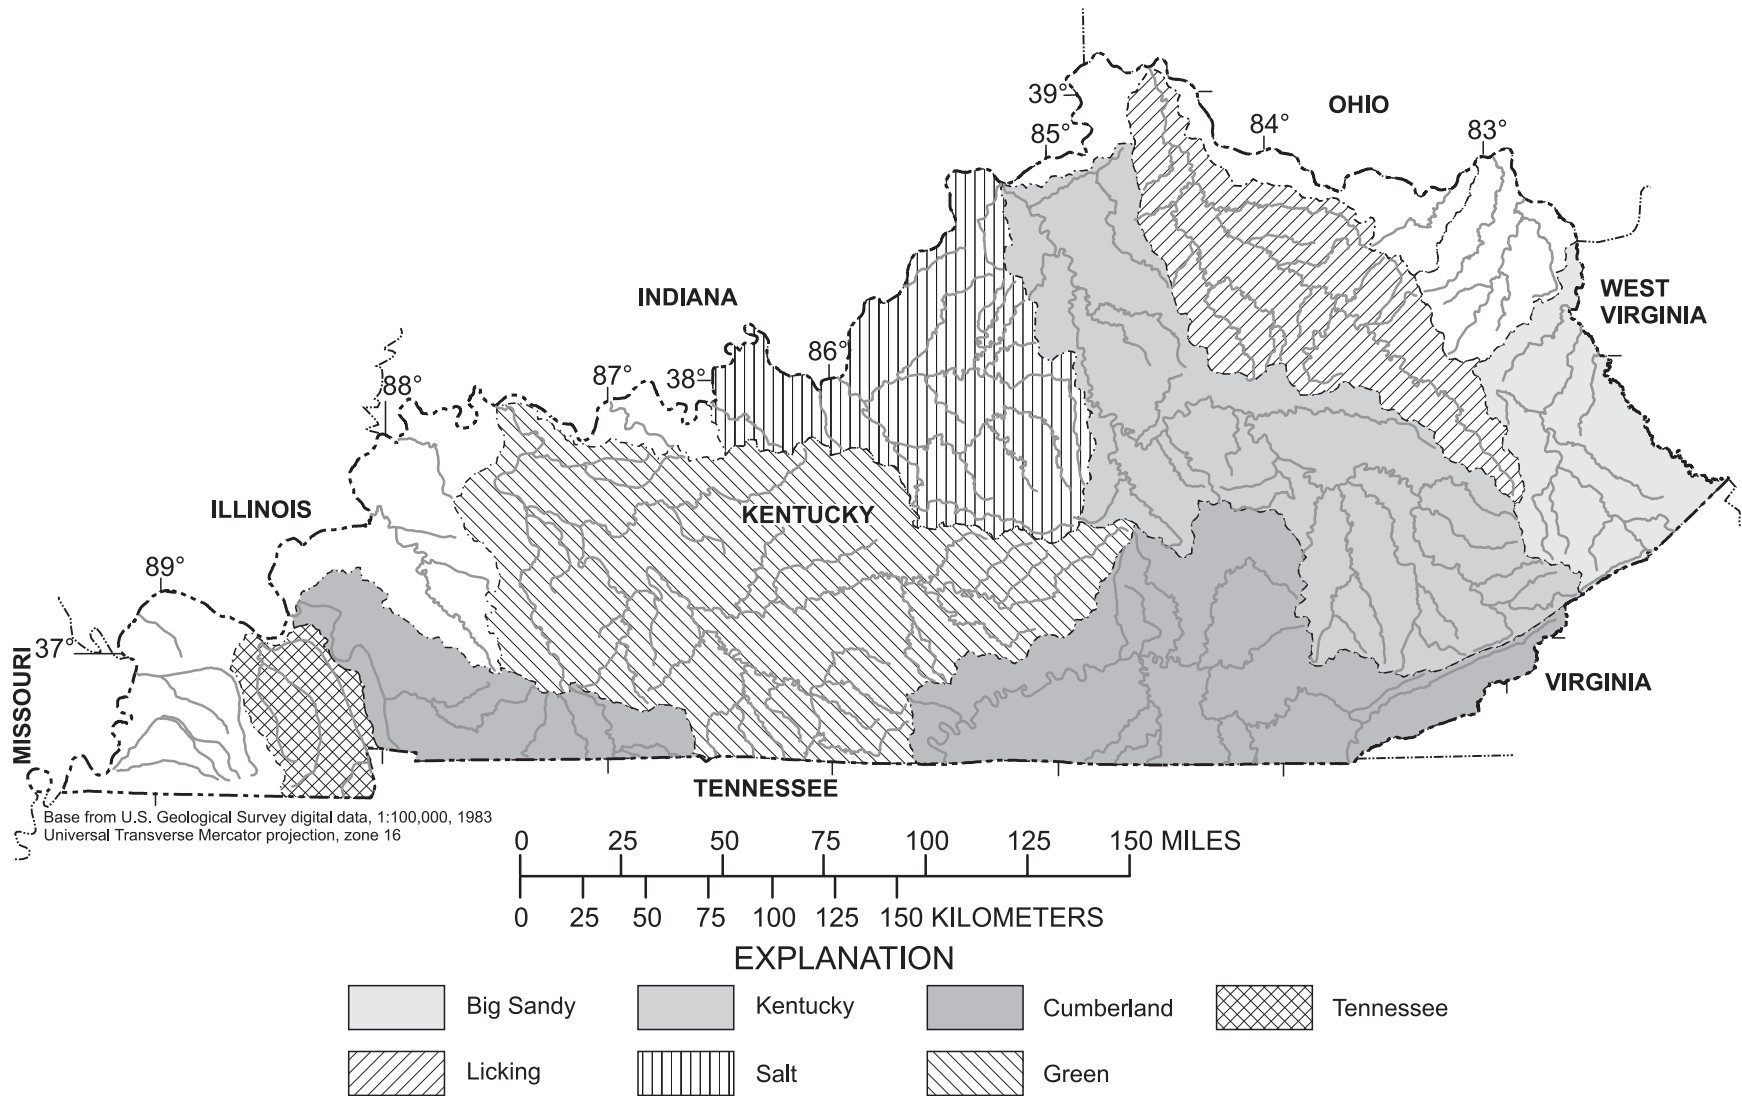 39°
OHIO
85°
84°
83°
INDIANA
WEST
VIRGINIA
86°
87°
38°
88°
ILLINOIS
KENTUCKY
89°
37°
MISSOURI
VIRGINIA
TENNESSEE
Base from U.S. Geological Survey digital data, 1:100,000, 1983
Universal Transverse Mercator projection, zone 16
0 25 50 75 100 125 150 MILES
0 25 50 75 100 125 150 KILOMETERS
EXPLANATION
Big Sandy
Kentucky
Cumberland
Tennessee
Licking
Salt
Green